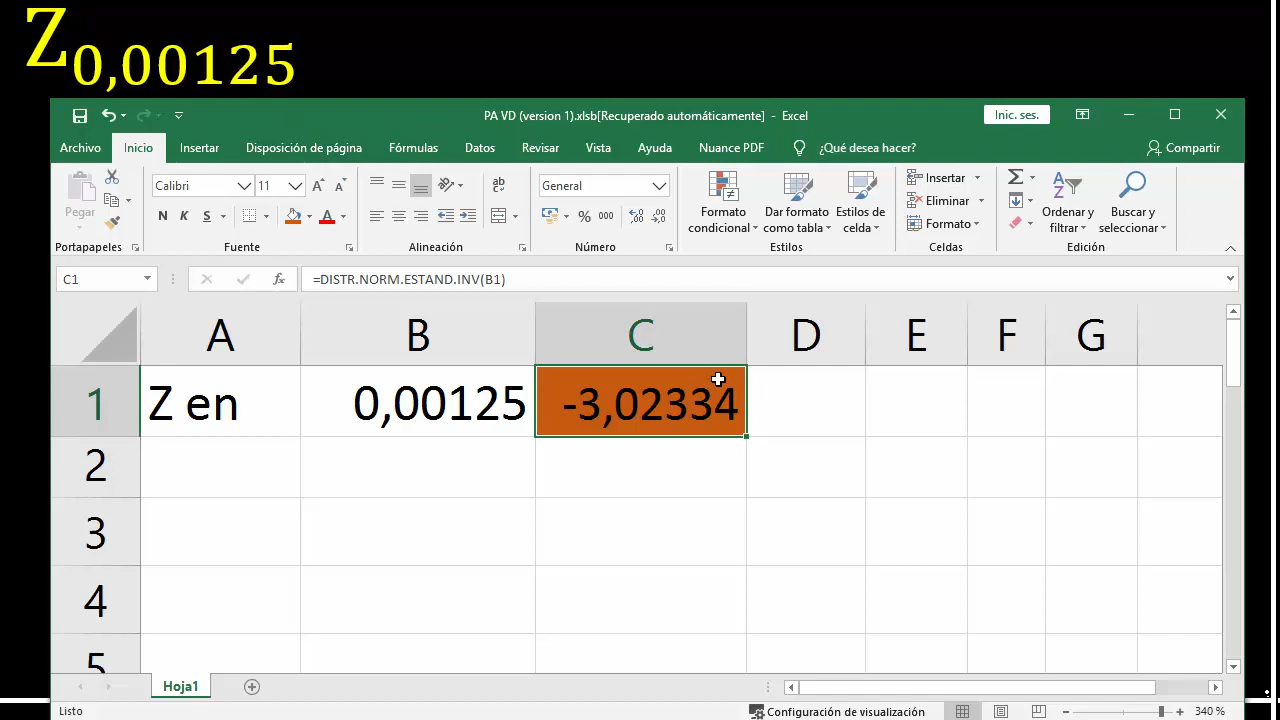 Z0,00125
PA VD (version 1).xlsb[Recuperado automáticamente] - Excel
Inic. ses.
Archivo Inicio Insertar Disposición de página Fórmulas Datos Revisar Vista Ayuda Nuance PDF ¿Qué desea hacer? Compartir
Pegar
Calibri 11
N K S
General
% 000
Formato condicional
Dar formato como tabla
Estilos de celda
Insertar
Eliminar
Formato
Ordenar y filtrar
Buscar y seleccionar
Portapapeles Fuente Alineación Número Estilos Celdas Edición
C1 fx =DISTR.NORM.ESTAND.INV(B1)
A B C D E F G
1 Z en 0,00125 -3,02334
2
3
4
5
Hoja1
Listo Configuración de visualización 340 %